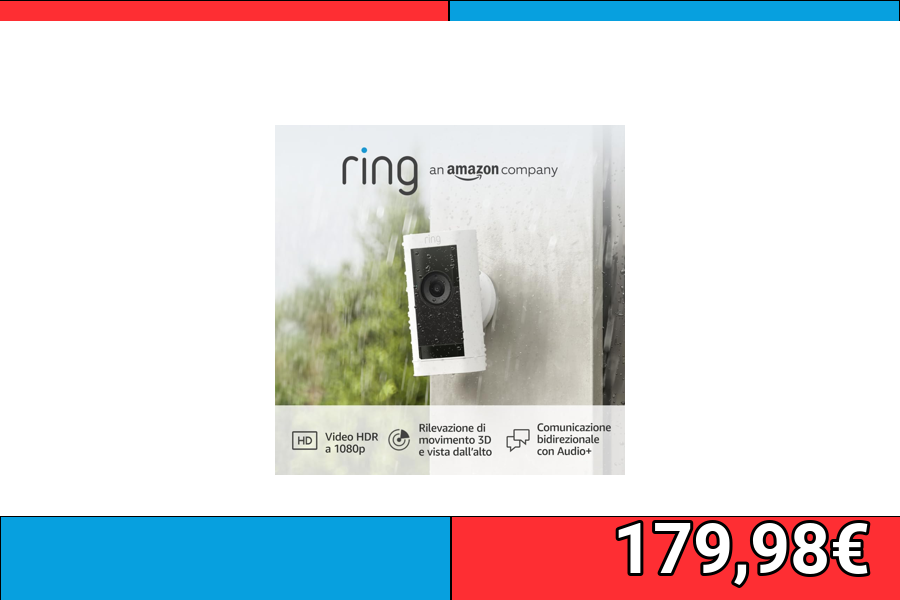 ring an amazon company
ring
HD
Video HDR
a 1080p
Rilevazione di
movimento 3D
e vista dall'alto
Comunicazione
bidirezionale
con Audio+
179,98€